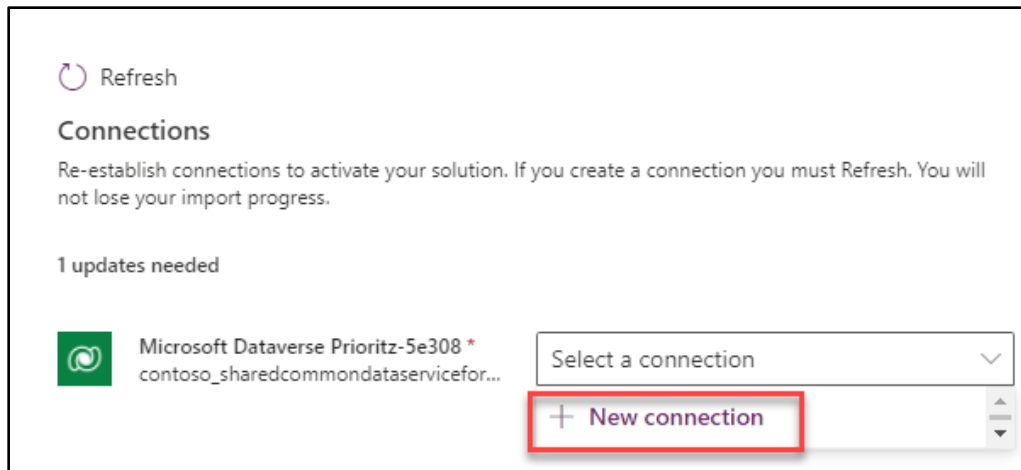 Refresh
Connections
Re-establish connections to activate your solution. If you create a connection you must Refresh. You will
not lose your import progress.
1 updates needed
Microsoft Dataverse Prioritz-5e308 *
contoso_sharedcommondataservicefor...
Select a connection
+ New connection